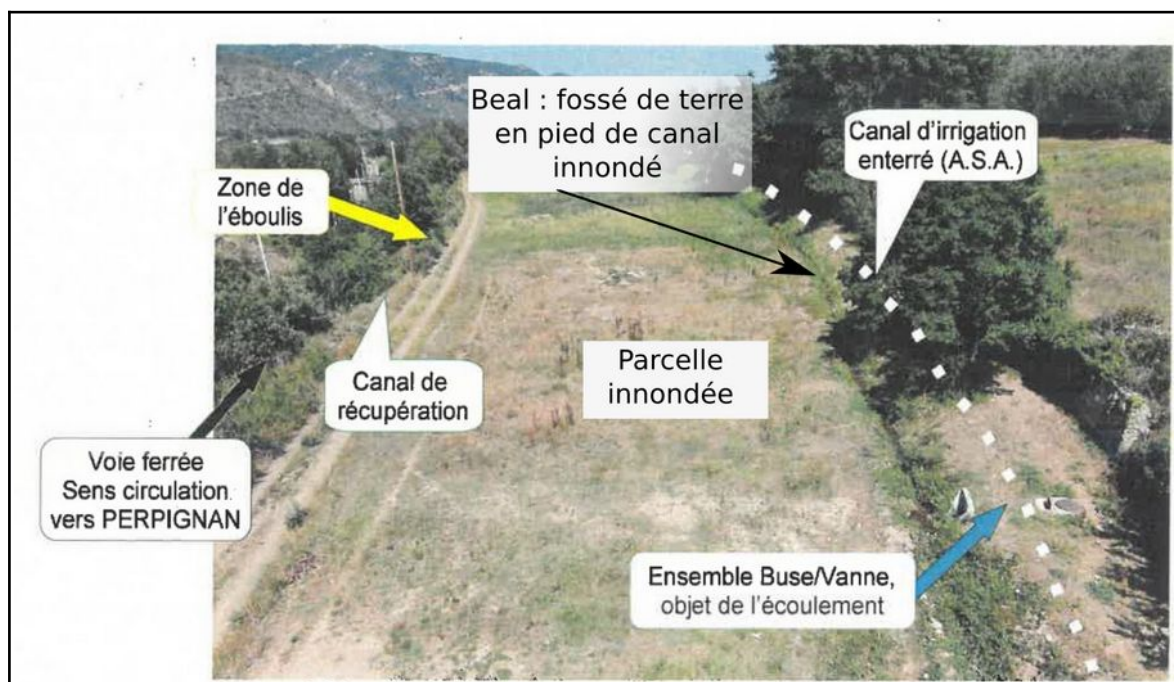 Beal : fossé de terre
en pied de canal
innondé
Canal d'irrigation
enterré (A.S.A.)
Zone de
l'éboulis
Parcelle
innondée
Canal de
récupération
Voie ferrée
Sens circulation
vers PERPIGNAN
Ensemble Buse/Vanne,
objet de l'écoulement